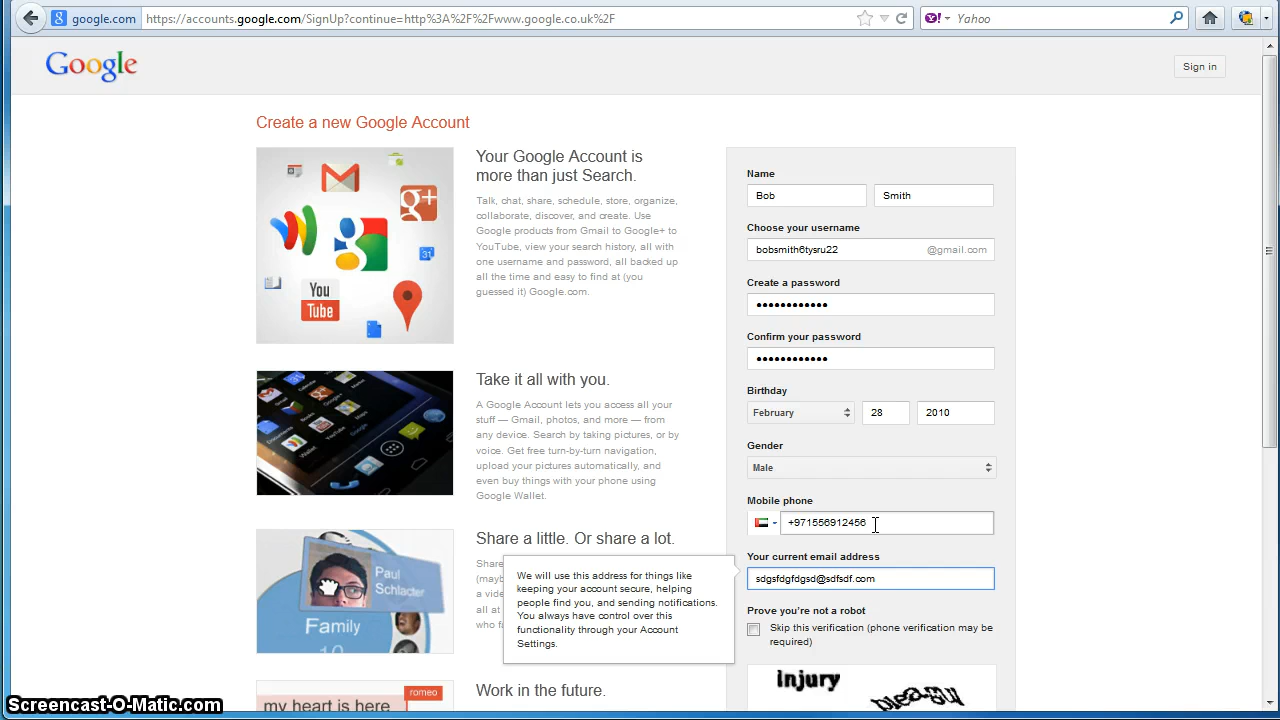 google.com
https://accounts.google.com/SignUp?continue=http%3A%2F%2Fwww.google.co.uk%2F
Yahoo
Google
Sign in
Create a new Google Account
Your Google Account is
more than just Search.
Talk, chat, share, schedule, store, organize,
collaborate, discover, and create. Use
Google products from Gmail to Google+ to
YouTube, view your search history, all with
one username and password, all backed up
all the time and easy to find at (you
guessed it) Google.com.
You
Tube
31
Take it all with you.
A Google Account lets you access all your
stuff — Gmail, photos, and more — from
any device. Search by taking pictures, or by
voice. Get free turn-by-turn navigation,
upload your pictures automatically, and
even buy things with your phone using
Google Wallet.
Share a little. Or share a lot.
Paul
Schlacter
Family
10
We will use this address for things like
keeping your account secure, helping
people find you, and sending notifications.
You always have control over this
functionality through your Account
Settings.
Work in the future.
romeo
my heart is here
Name
Bob
Smith
Choose your username
bobsmith6tysru22
@gmail.com
Create a password
Confirm your password
Birthday
February
28
2010
Gender
Male
Mobile phone
+971556912456
Your current email address
sdgsfdgfdgsd@sdfsdf.com
Prove you're not a robot
Skip this verification (phone verification may be
required)
injury
Screencast-O-Matic.com